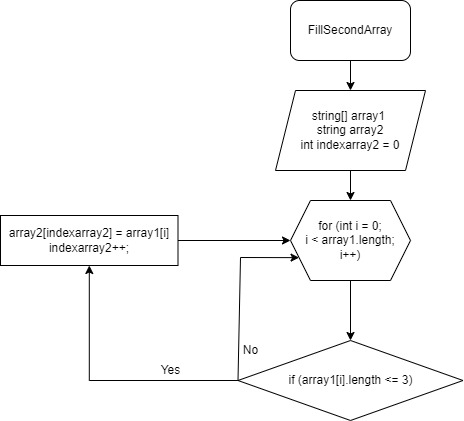 FillSecondArray
string[] array1
string array2
int indexarray2 = 0
for (int i = 0;
i < array1.length;
i++)
array2[indexarray2] = array1[i]
indexarray2++;
No
Yes
if (array1[i].length <= 3)